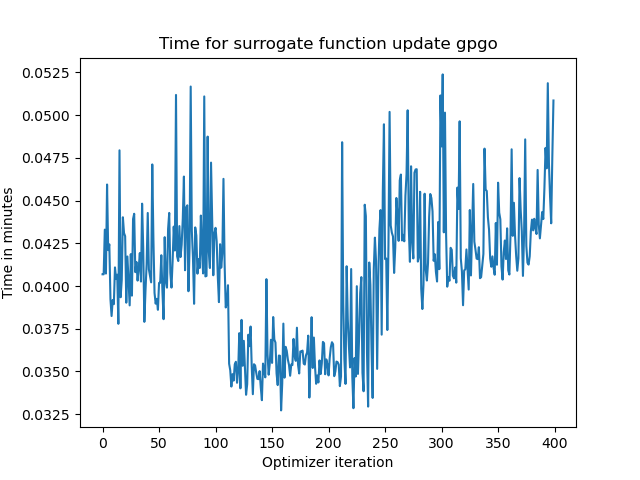 Time for surrogate function update gpgo
0.0525
0.0500
0.0475
0.0450
0.0425
0.0400
0.0375
0.0350
0.0325
Time in minutes
0 50 100 150 200 250 300 350 400
Optimizer iteration